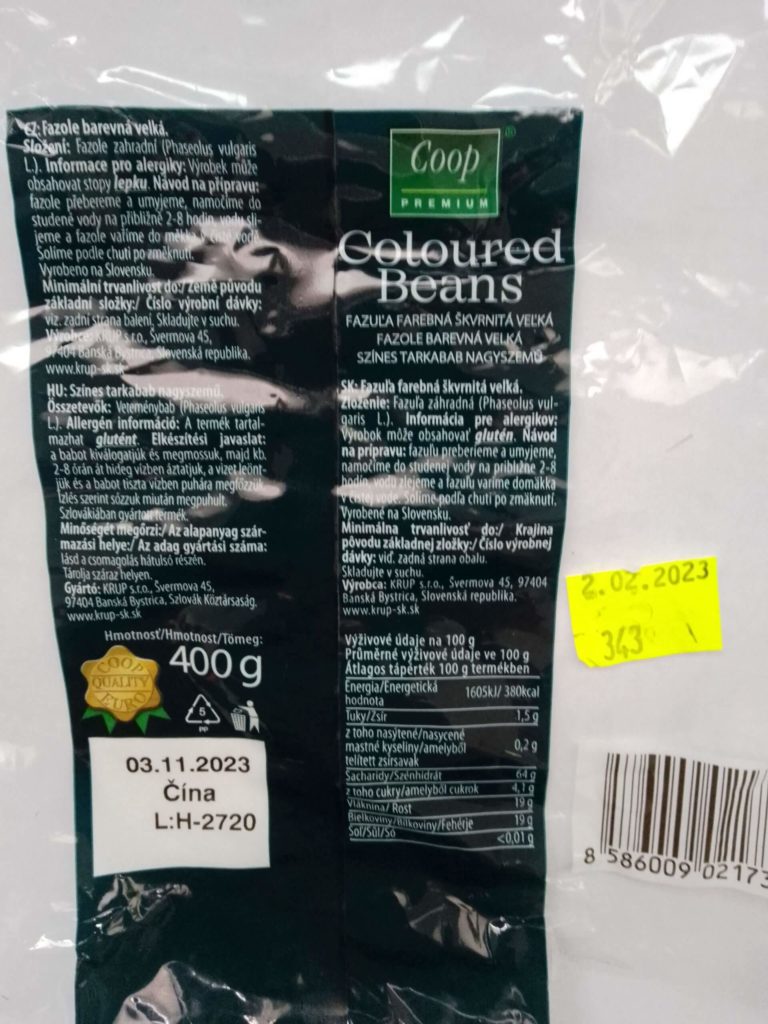 CZ: Fazole barevná velká.
Složení: Fazole zahradní (Phaseolus vulgaris
L.). Informace pro alergiky: Výrobek může
obsahovat stopy lepku. Návod na přípravu:
fazole přebereme a umyjeme, namočíme do
studené vody na přibližně 2-8 hodin, vodu sli-
jeme a fazole vaříme do měkka v čisté vodě.
Solíme podle chuti po změknutí.
Vyrobeno na Slovensku.
Minimální trvanlivost do:/ Země původu
základní složky:/ Číslo výrobní dávky:
viz. zadní strana balení. Skladujte v suchu.
Výrobce: KRUP s.r.o., Švermova 45,
97404 Banská Bystrica, Slovenská republika.
www.krup-sk.sk
HU: Színes tarkabab nagyszemű.
Összetevők: Veteménybab (Phaseolus vulgaris
L.). Allergén információ: A termék tartal-
mazhat glutént. Elkészítési javaslat:
a babot kiválogatjuk és megmossuk, majd kb.
2-8 órán át hideg vízben áztatjuk, a vizet leönt-
jük és a babot tiszta vízben puhára megfőzzük.
Ízlés szerint sózzuk miután megpuhult.
Szlovákiában gyártott termék.
Minőségét megőrzi:/ Az alapanyag szár-
mazási helye:/ Az adag gyártási száma:
lásd a csomagolás hátulsó részén.
Tárolja száraz helyen.
Gyártó: KRUP s.r.o., Švermova 45,
97404 Banská Bystrica, Szlovák Köztársaság.
www.krup-sk.sk
Hmotnosť/Hmotnost/Tömeg:
400 g
COOP
QUALITY
EURO
5
PP
03.11.2023
Čína
L:H-2720
Coop
PREMIUM
®
Coloured
Beans
FAZUĽA FAREBNÁ ŠKVRNITÁ VEĽKÁ
FAZOLE BAREVNÁ VELKÁ
SZÍNES TARKABAB NAGYSZEMŰ
SK: Fazuľa farebná škvrnitá veľká.
Zloženie: Fazuľa záhradná (Phaseolus vul-
garis L.). Informácia pre alergikov:
Výrobok môže obsahovať glutén. Návod
na prípravu: fazuľu preberieme a umyjeme,
namočíme do studenej vody na približne 2-8
hodín, vodu zlejeme a fazuľu varíme domäkka
v čistej vode. Solíme podľa chuti po zmäknutí.
Vyrobené na Slovensku.
Minimálna trvanlivosť do:/ Krajina
pôvodu základnej zložky:/ Číslo výrobnej
dávky: viď. zadná strana obalu.
Skladujte v suchu.
Výrobca: KRUP s.r.o., Švermova 45, 97404
Banská Bystrica, Slovenská republika.
www.krup-sk.sk
Výživové údaje na 100 g
Průměrné výživové údaje ve 100 g
Átlagos tápérték 100 g termékben
Energia/Energetická
hodnota 1605kJ/ 380kcal
Tuky/Zsír 1,5 g
z toho nasýtené/nasycené
mastné kyseliny/amelyből
telített zsírsavak 0,2 g
Sacharidy/Szénhidrát 64 g
z toho cukry/amelyből cukrok 4,1 g
Vláknina/ Rost 19 g
Bielkoviny/Bílkoviny/Fehérje 19 g
Soľ/Sůl/Só <0,01 g
2.02.2023
343
8 586009 02173